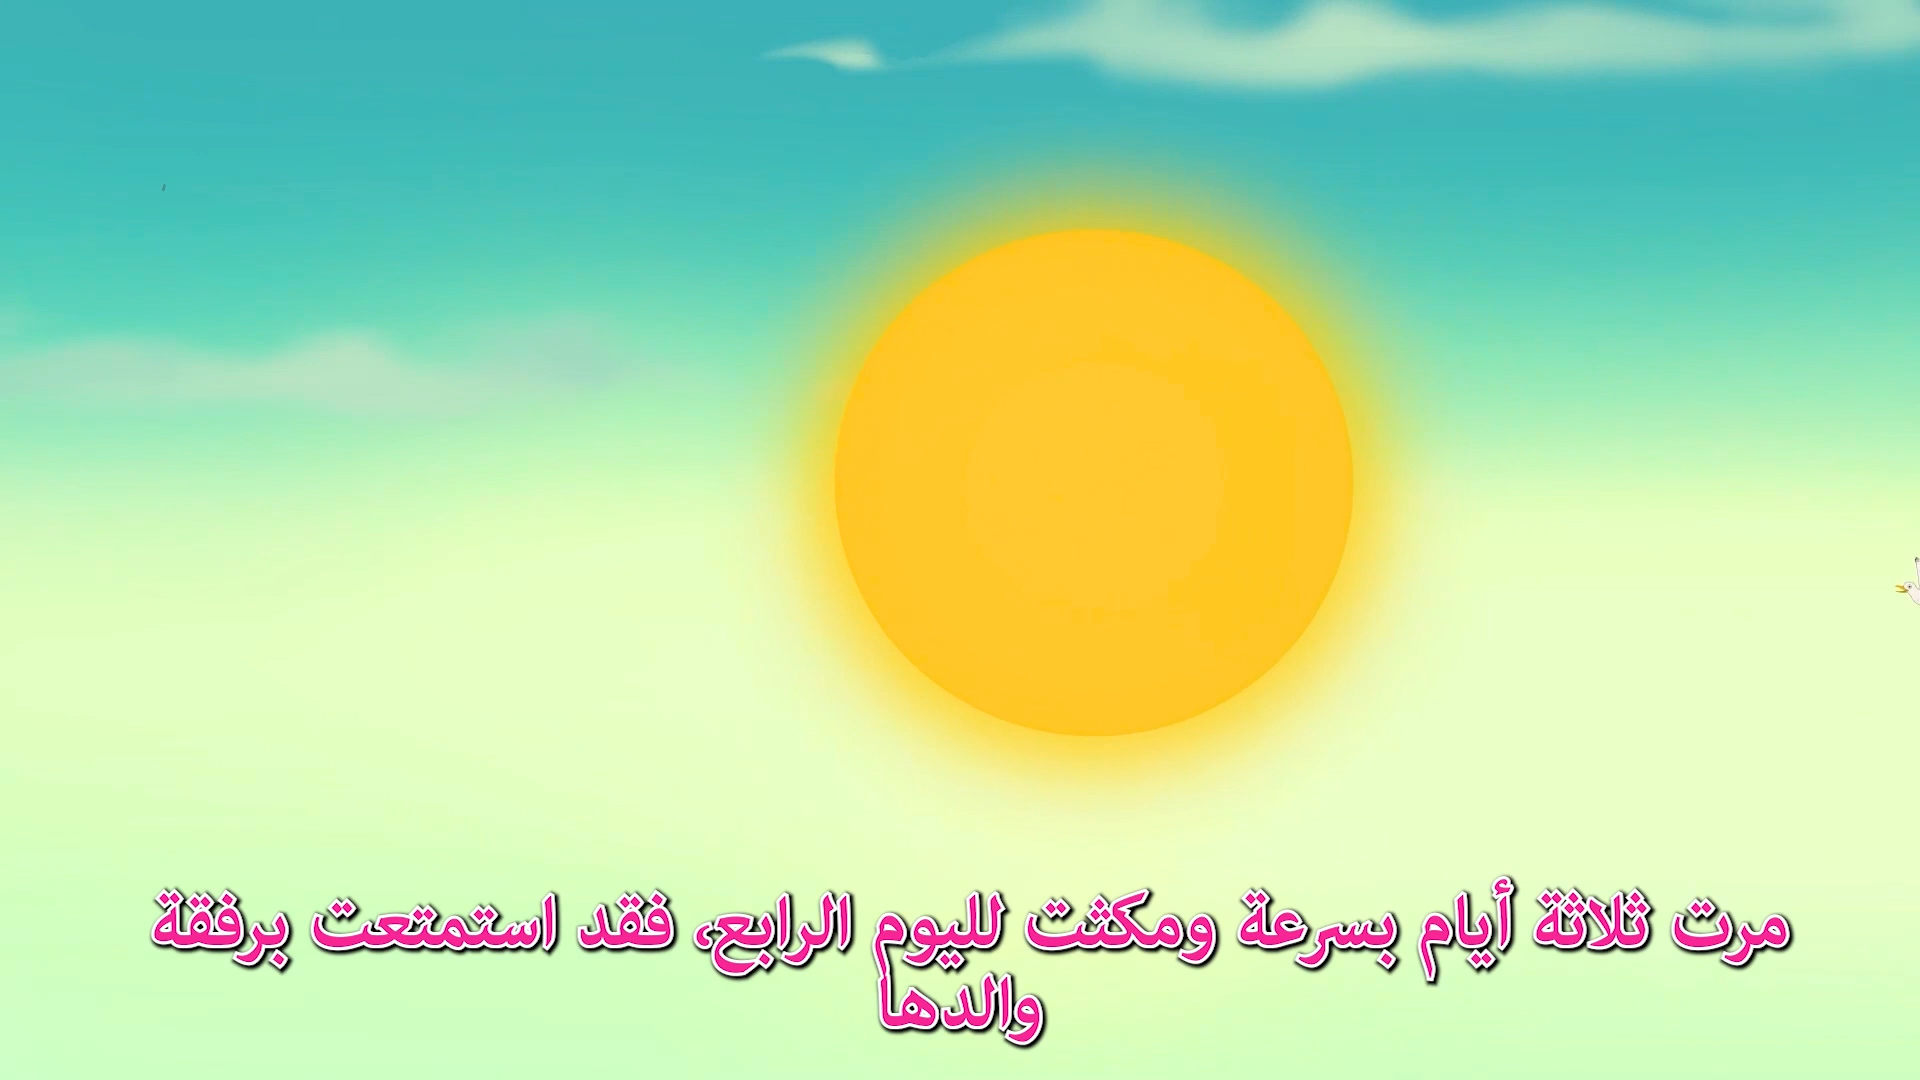 مرت ثلاثة أيام بسرعة ومكثت لليوم الرابع، فقد استمتعت برفقة
والدها